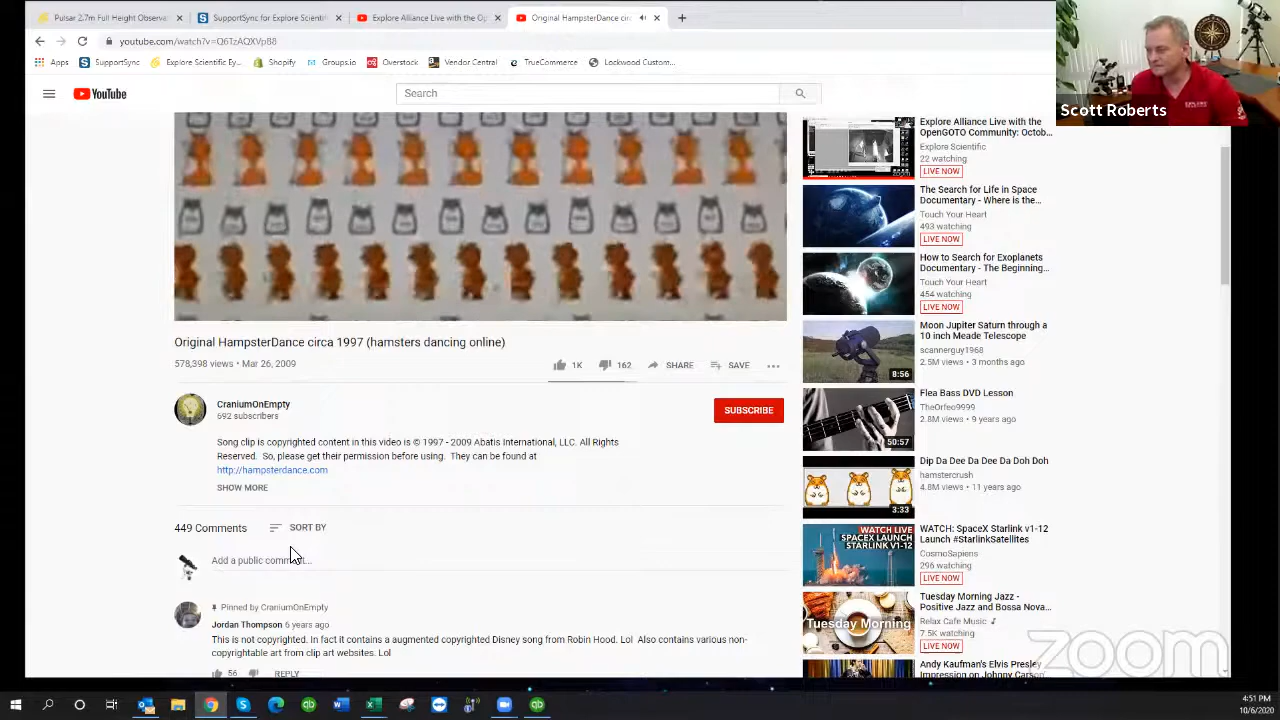 Pulsar 2.7m Full Height Observa
SupportSync for Explore Scientifi
Explore Alliance Live with the Op
Original HampsterDance circ
youtube.com/watch?v=Q6TzAQXVpB8
Apps
SupportSync
Explore Scientific Ey...
Shopify
Groups.io
Overstock
Vendor Central
TrueCommerce
Lockwood Custom...
YouTube
Search
Scott Roberts
Original HampsterDance circa 1997 (hamsters dancing online)
578,398 views • Mar 26, 2009
1K
162
SHARE
SAVE
CraniumOnEmpty
692 subscribers
SUBSCRIBE
Song clip is copyrighted content in this video is © 1997 - 2009 Abatis International, LLC. All Rights
Reserved. So, please get their permission before using. They can be found at
http://hampsterdance.com
SHOW MORE
449 Comments
SORT BY
Add a public comment...
Pinned by CraniumOnEmpty
Jordan Thompson 6 years ago
This is not copyrighted. In fact it contains a augmented copyrighted Disney song from Robin Hood. Lol Also contains various non-
copyrightable art from clip art websites. Lol
56
REPLY
Explore Alliance Live with the
OpenGOTO Community: Octob...
Explore Scientific
22 watching
LIVE NOW
The Search for Life in Space
Documentary - Where is the...
Touch Your Heart
493 watching
LIVE NOW
How to Search for Exoplanets
Documentary - The Beginning...
Touch Your Heart
454 watching
LIVE NOW
Moon Jupiter Saturn through a
10 inch Meade Telescope
scannerguy1968
2.5M views • 3 months ago
8:56
Flea Bass DVD Lesson
TheOrfeo9999
2.8M views • 9 years ago
50:57
Dip Da Dee Da Dee Da Doh Doh
hamstercrush
4.8M views • 11 years ago
3:33
WATCH LIVE
SPACEX LAUNCH
STARLINK V1-12
WATCH: SpaceX Starlink v1-12
Launch #StarlinkSatellites
CosmoSapiens
296 watching
LIVE NOW
Tuesday Morning
Tuesday Morning Jazz -
Positive Jazz and Bossa Nova...
Relax Cafe Music
7.5K watching
LIVE NOW
Andy Kaufman's Elvis Presley
Impression on Johnny Carson'
zoom
4:51 PM
10/6/2020